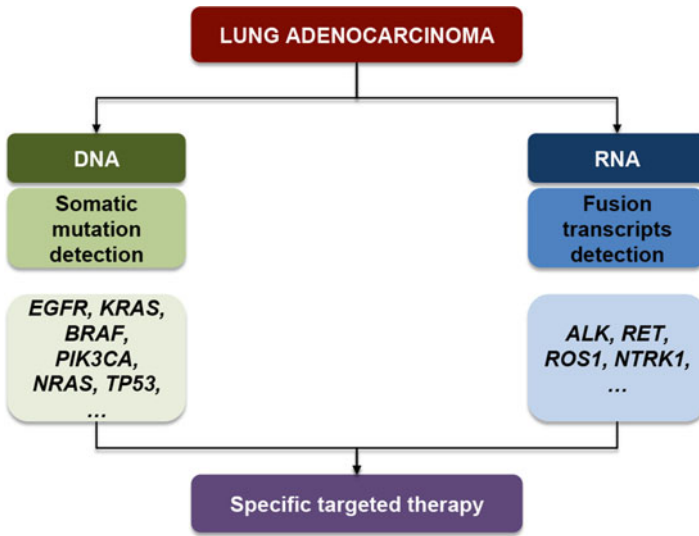 LUNG ADENOCARCINOMA
DNA
Somatic
mutation
detection
EGFR, KRAS,
BRAF,
PIK3CA,
NRAS, TP53,
...
RNA
Fusion
transcripts
detection
ALK, RET,
ROS1, NTRK1,
...
Specific targeted therapy